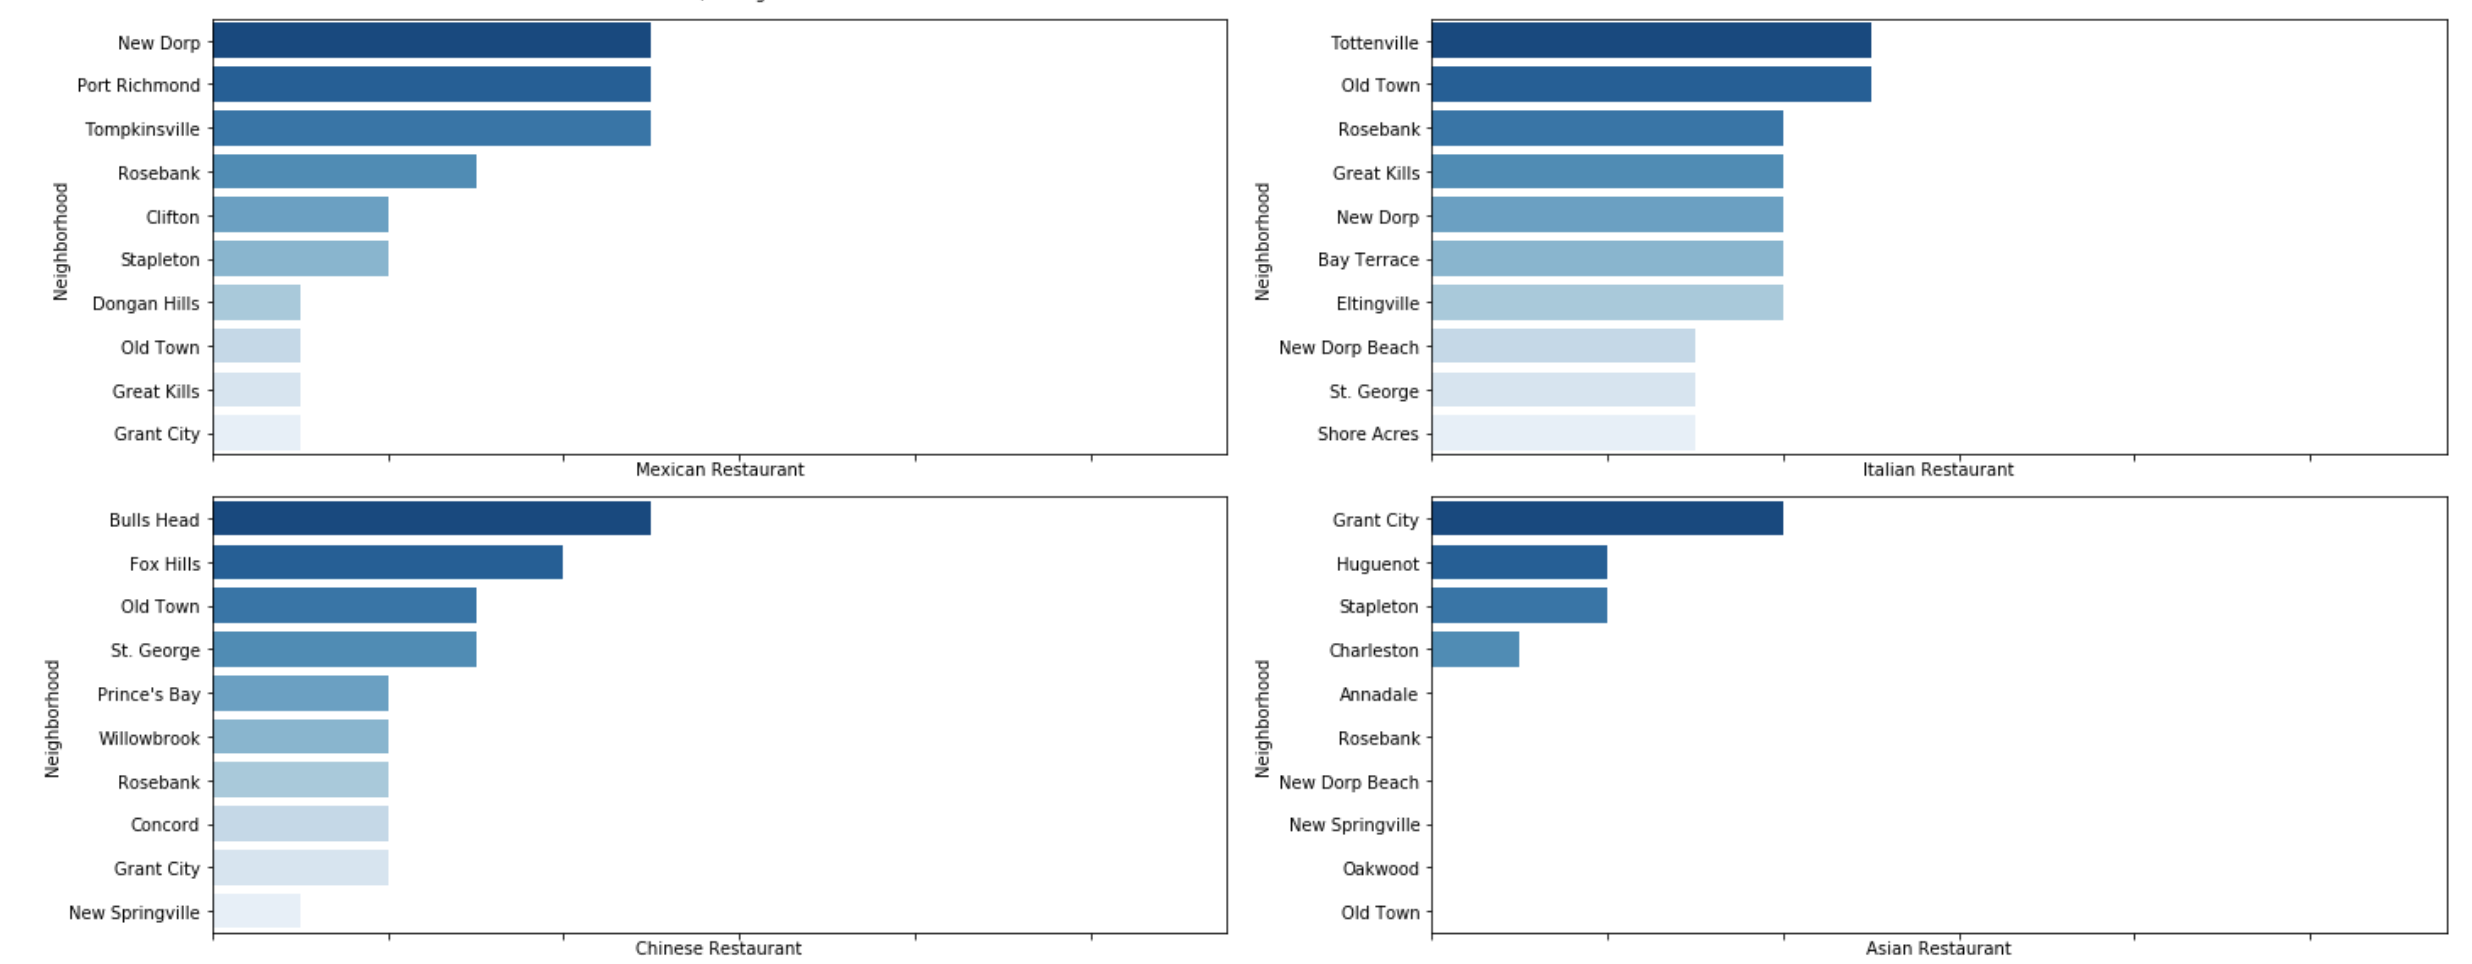 New Dorp
Port Richmond
Tompkinsville
Rosebank
Clifton
Stapleton
Dongan Hills
Old Town
Great Kills
Grant City
Neighborhood
Mexican Restaurant
Tottenville
Old Town
Rosebank
Great Kills
New Dorp
Bay Terrace
Eltingville
New Dorp Beach
St. George
Shore Acres
Neighborhood
Italian Restaurant
Bulls Head
Fox Hills
Old Town
St. George
Prince's Bay
Willowbrook
Rosebank
Concord
Grant City
New Springville
Neighborhood
Chinese Restaurant
Grant City
Huguenot
Stapleton
Charleston
Annadale
Rosebank
New Dorp Beach
New Springville
Oakwood
Old Town
Neighborhood
Asian Restaurant